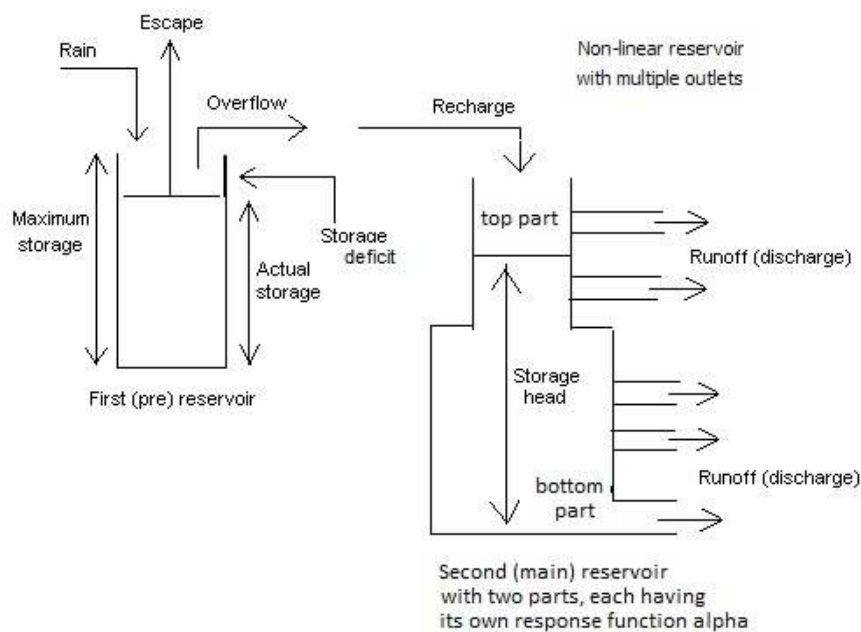 Escape
Rain
Non-linear reservoir
with multiple outlets
Overflow
Recharge
Maximum
storage
Storage
deficit
Actual
storage
First (pre) reservoir
top part
Runoff (discharge)
Storage
head
bottom
part
Runoff (discharge)
Second (main) reservoir
with two parts, each having
its own response function alpha